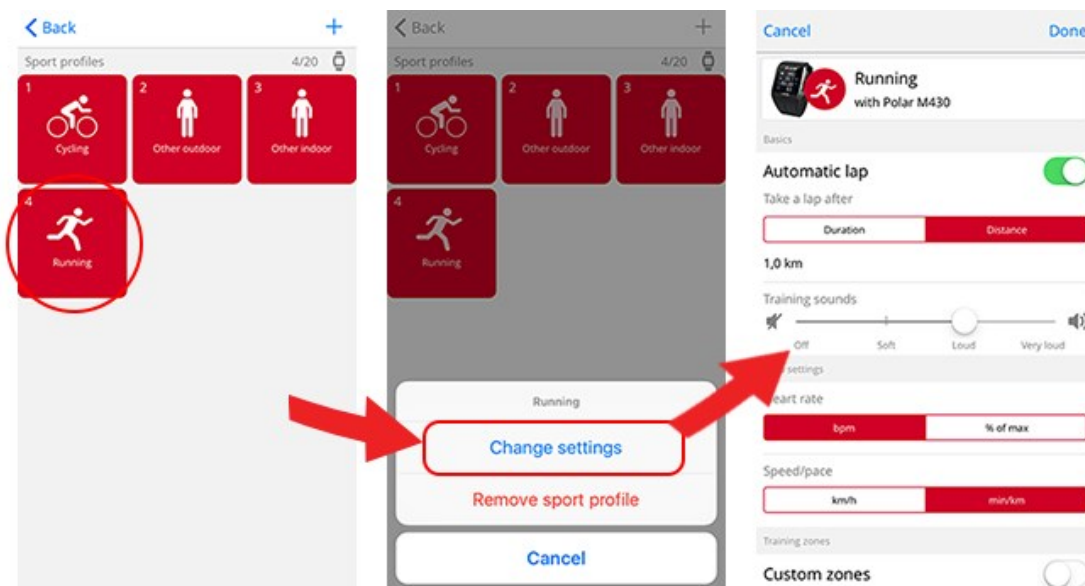 Back
Sport profiles 4/20
1 2 3
Cycling Other outdoor Other indoor
4
Running
Back
Sport profiles 4/20
1 2 3
Cycling Other outdoor Other indoor
4
Running
Running
Change settings
Remove sport profile
Cancel
Cancel Done
Running
with Polar M430
Basics
Automatic lap
Take a lap after
Duration Distance
1,0 km
Training sounds
Off Soft Loud Very loud
settings
eart rate
bpm % of max
Speed/pace
km/h min/km
Training zones
Custom zones